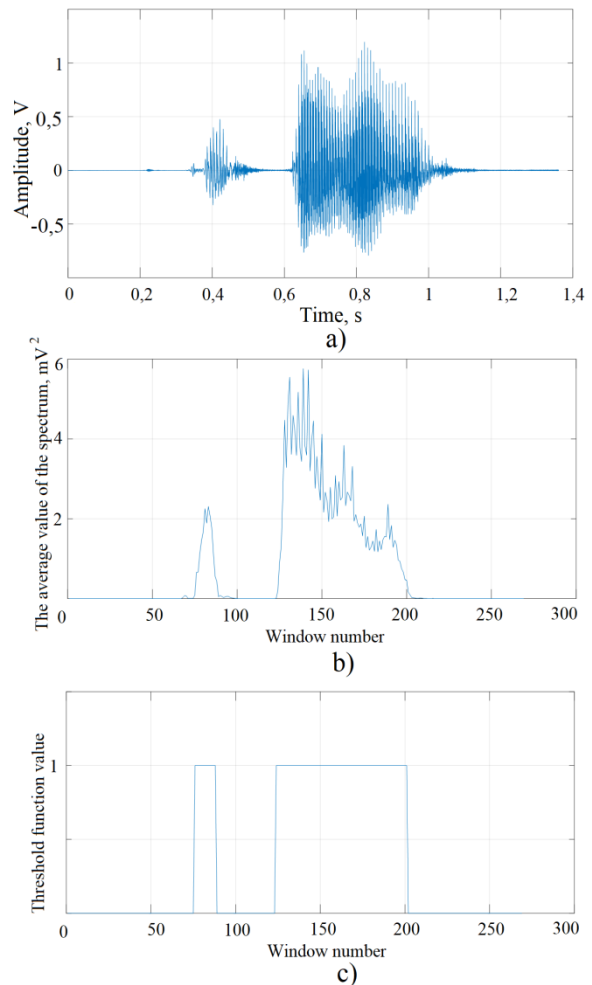 Amplitude, V
1
0,5
0
-0,5
0 0,2 0,4 0,6 0,8 1 1,2 1,4
Time, s
a)
The average value of the spectrum, mV 2
6
4
2
0 50 100 150 200 250 300
Window number
b)
Threshold function value
1
0 50 100 150 200 250 300
Window number
c)